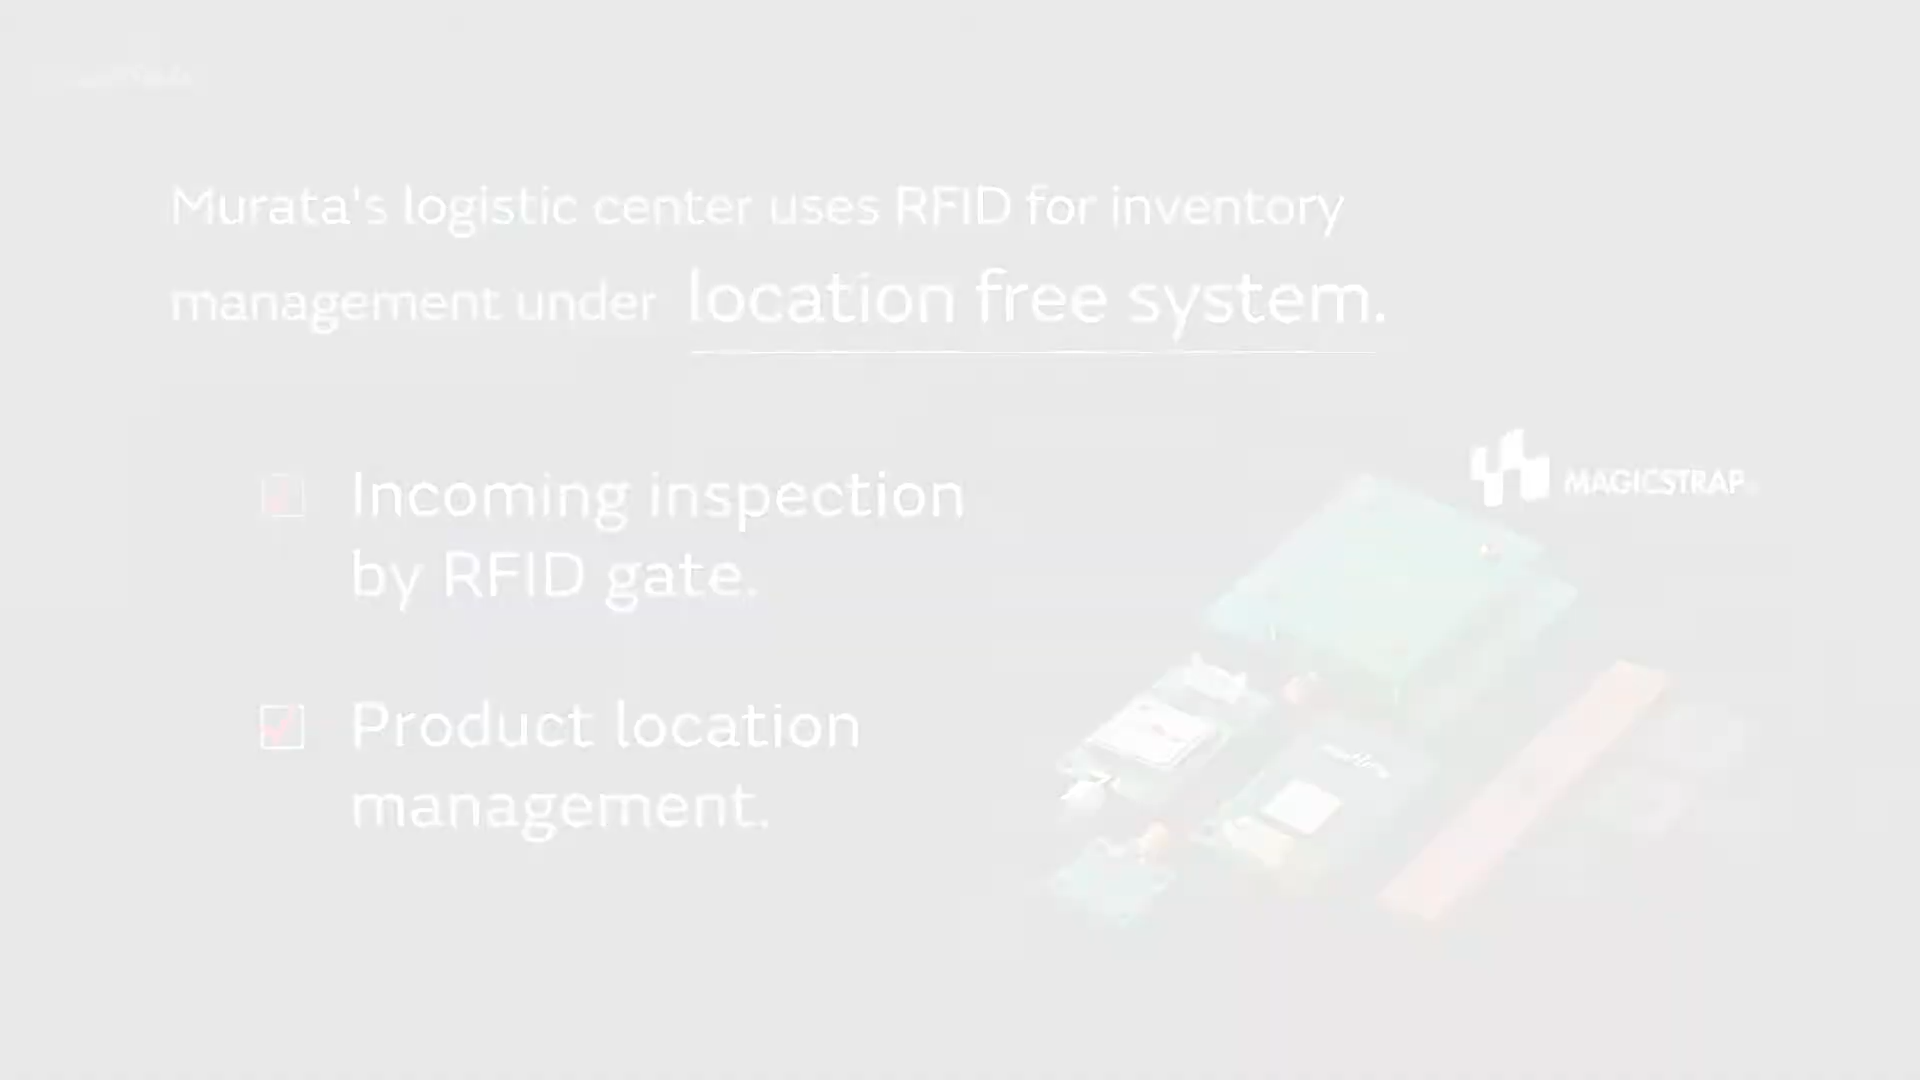 Murata's logistic center uses RFID for inventory
management under location free system.
Incoming inspection
by RFID gate.
Product location
management.
MAGICSTRAP